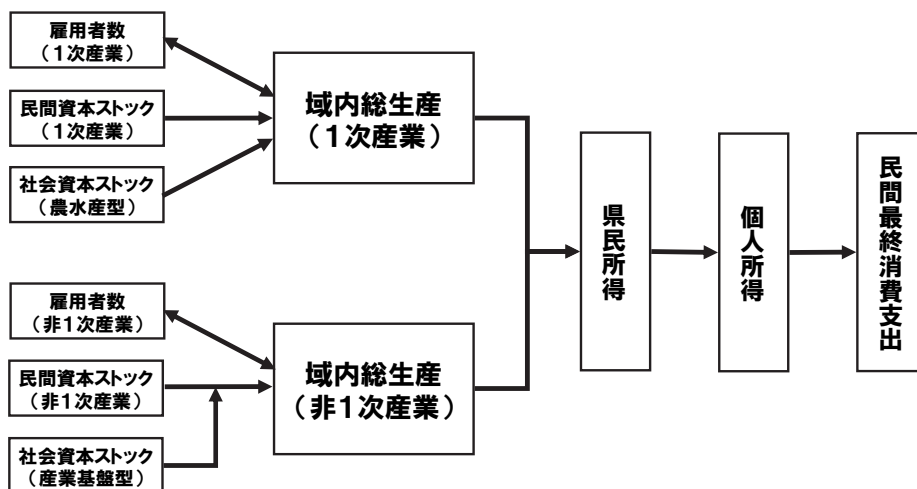 雇用者数
（1次産業）
民間資本ストック
（1次産業）
社会資本ストック
（農水産型）
域内総生産
（1次産業）
雇用者数
（非1次産業）
民間資本ストック
（非1次産業）
社会資本ストック
（産業基盤型）
域内総生産
（非1次産業）
県民所得
個人所得
民間最終消費支出